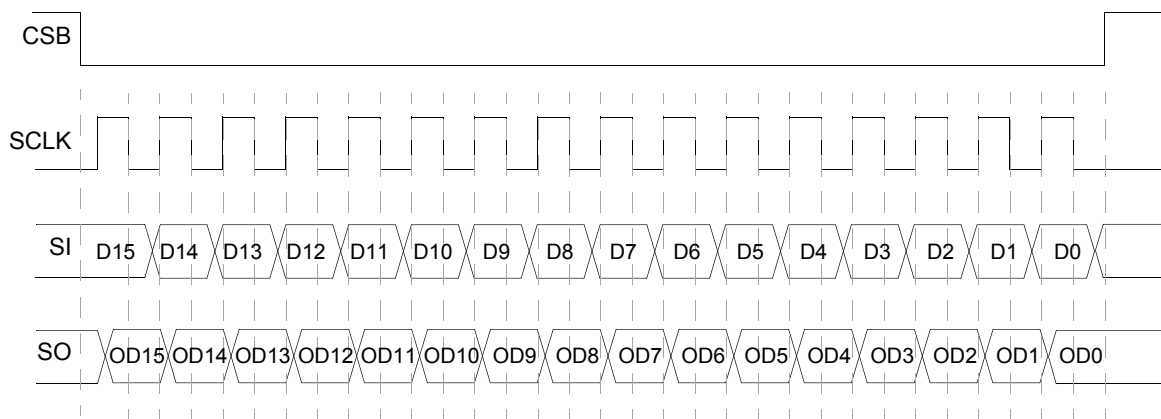 CSB
SCLK
SI D15 D14 D13 D12 D11 D10 D9 D8 D7 D6 D5 D4 D3 D2 D1 D0
SO OD15 OD14 OD13 OD12 OD11 OD10 OD9 OD8 OD7 OD6 OD5 OD4 OD3 OD2 OD1 OD0